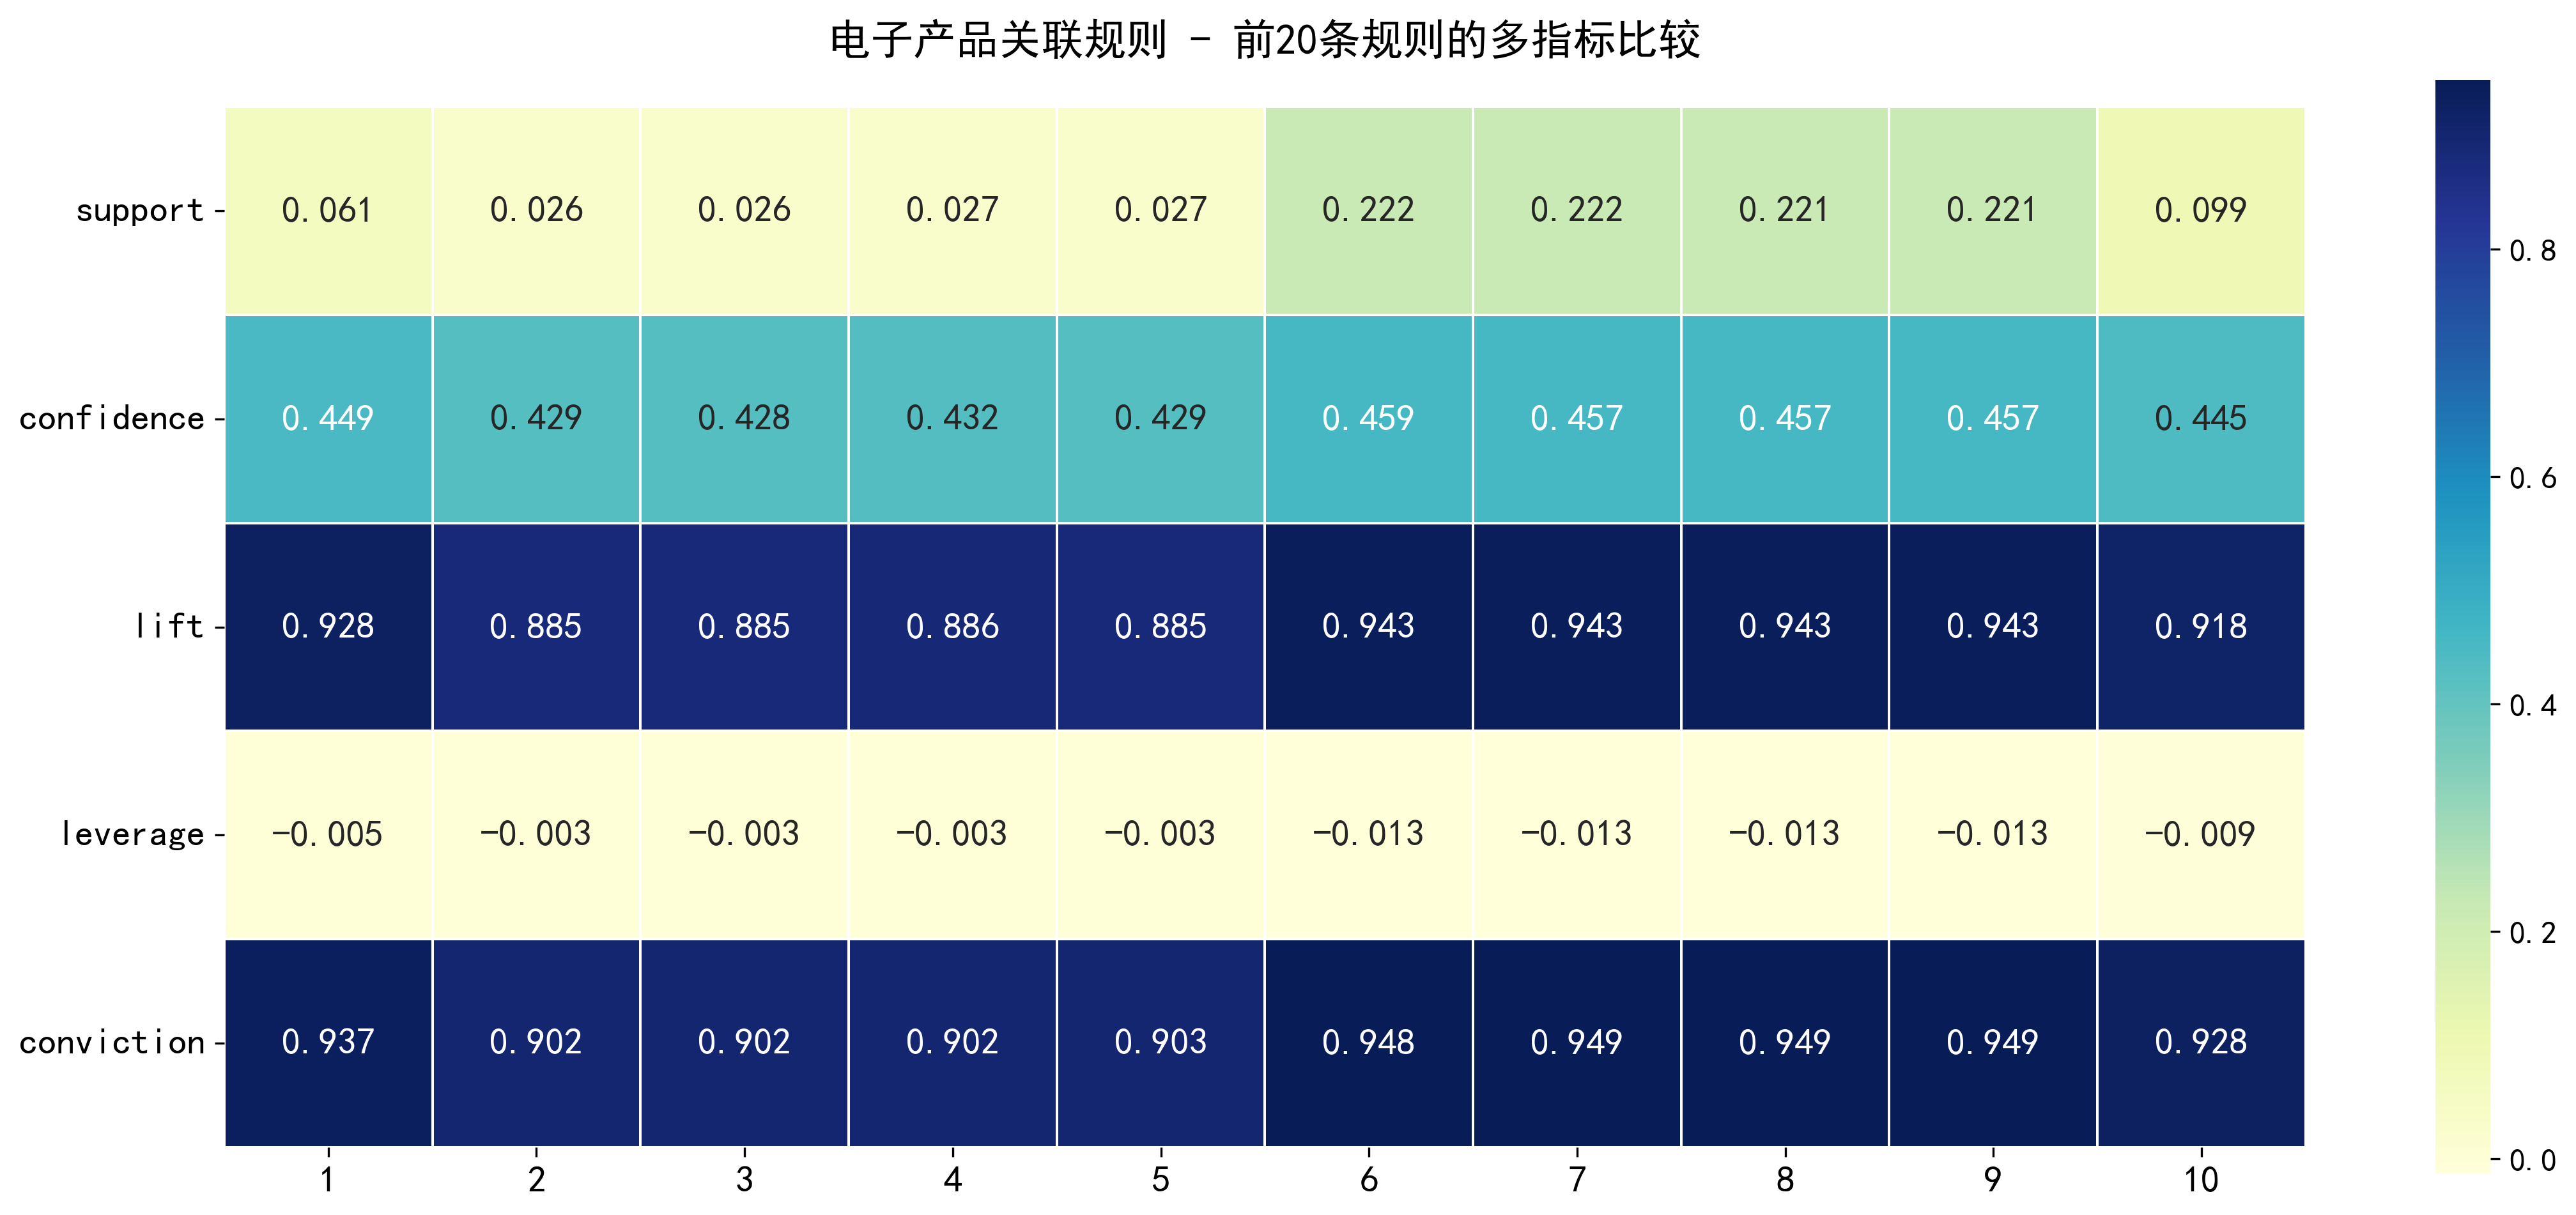 电子产品关联规则 - 前20条规则的多指标比较
support 0.061 0.026 0.026 0.027 0.027 0.222 0.222 0.221 0.221 0.099
confidence 0.449 0.429 0.428 0.432 0.429 0.459 0.457 0.457 0.457 0.445
lift 0.928 0.885 0.885 0.886 0.885 0.943 0.943 0.943 0.943 0.918
leverage -0.005 -0.003 -0.003 -0.003 -0.003 -0.013 -0.013 -0.013 -0.013 -0.009
conviction 0.937 0.902 0.902 0.902 0.903 0.948 0.949 0.949 0.949 0.928
1 2 3 4 5 6 7 8 9 10
0.8
0.6
0.4
0.2
0.0